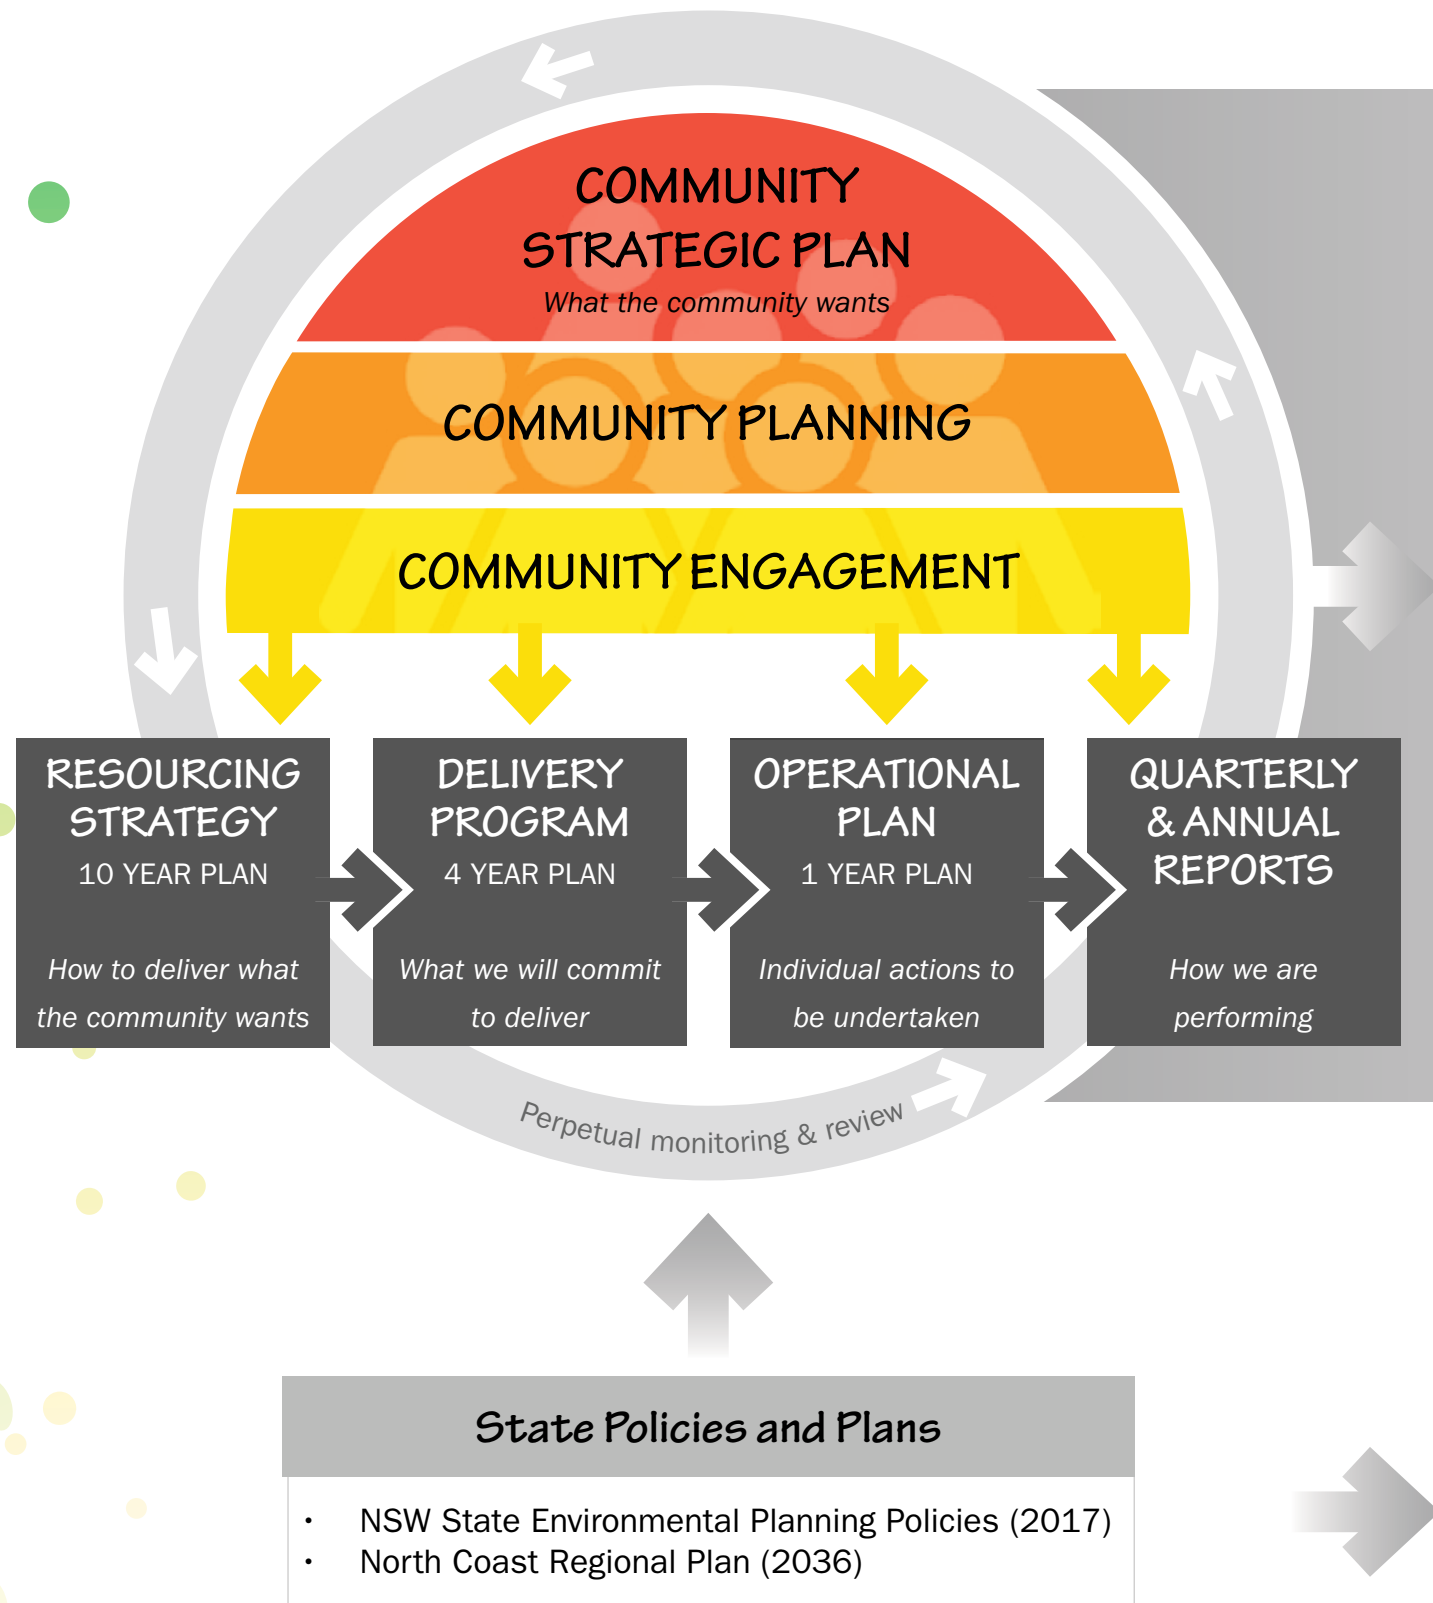 COMMUNITY
STRATEGIC PLAN
What the community wants
COMMUNITY PLANNING
COMMUNITY ENGAGEMENT
RESOURCING
STRATEGY
10 YEAR PLAN
How to deliver what
the community wants
DELIVERY
PROGRAM
4 YEAR PLAN
What we will commit
to deliver
OPERATIONAL
PLAN
1 YEAR PLAN
Individual actions to
be undertaken
QUARTERLY
& ANNUAL
REPORTS
How we are
performing
Perpetual monitoring & review
State Policies and Plans
• NSW State Environmental Planning Policies (2017)
• North Coast Regional Plan (2036)